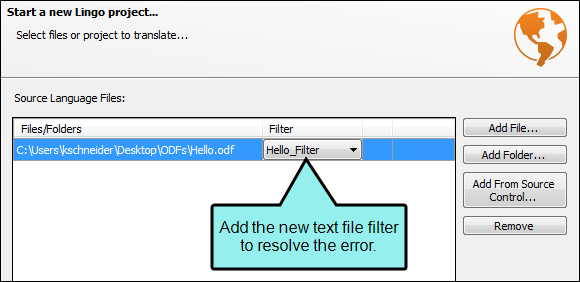 Start a new Lingo project...
Select files or project to translate...
Source Language Files:
Files/Folders Filter
C:\Users\kschneider\Desktop\ODFs\Hello.odf Hello_Filter
Add File...
Add Folder...
Add From Source
Control...
Remove
Add the new text file filter
to resolve the error.